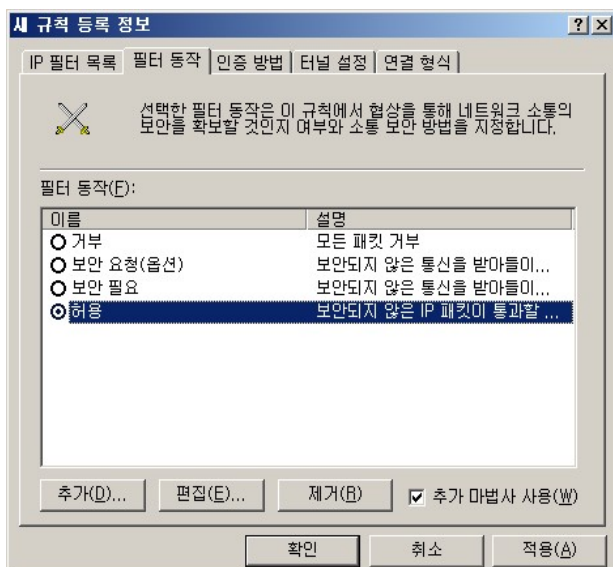 새 규칙 등록 정보
IP 필터 목록 필터 동작 인증 방법 터널 설정 연결 형식
선택한 필터 동작은 이 규칙에서 협상을 통해 네트워크 소통의
보안을 확보할 것인지 여부와 소통 보안 방법을 지정합니다.
필터 동작(F):
이름 설명
거부 모든 패킷 거부
보안 요청(옵션) 보안되지 않은 통신을 받아들이...
보안 필요 보안되지 않은 통신을 받아들이...
허용 보안되지 않은 IP 패킷이 통과할 ...
추가(D)... 편집(E)... 제거(R) 추가 마법사 사용(W)
확인 취소 적용(A)